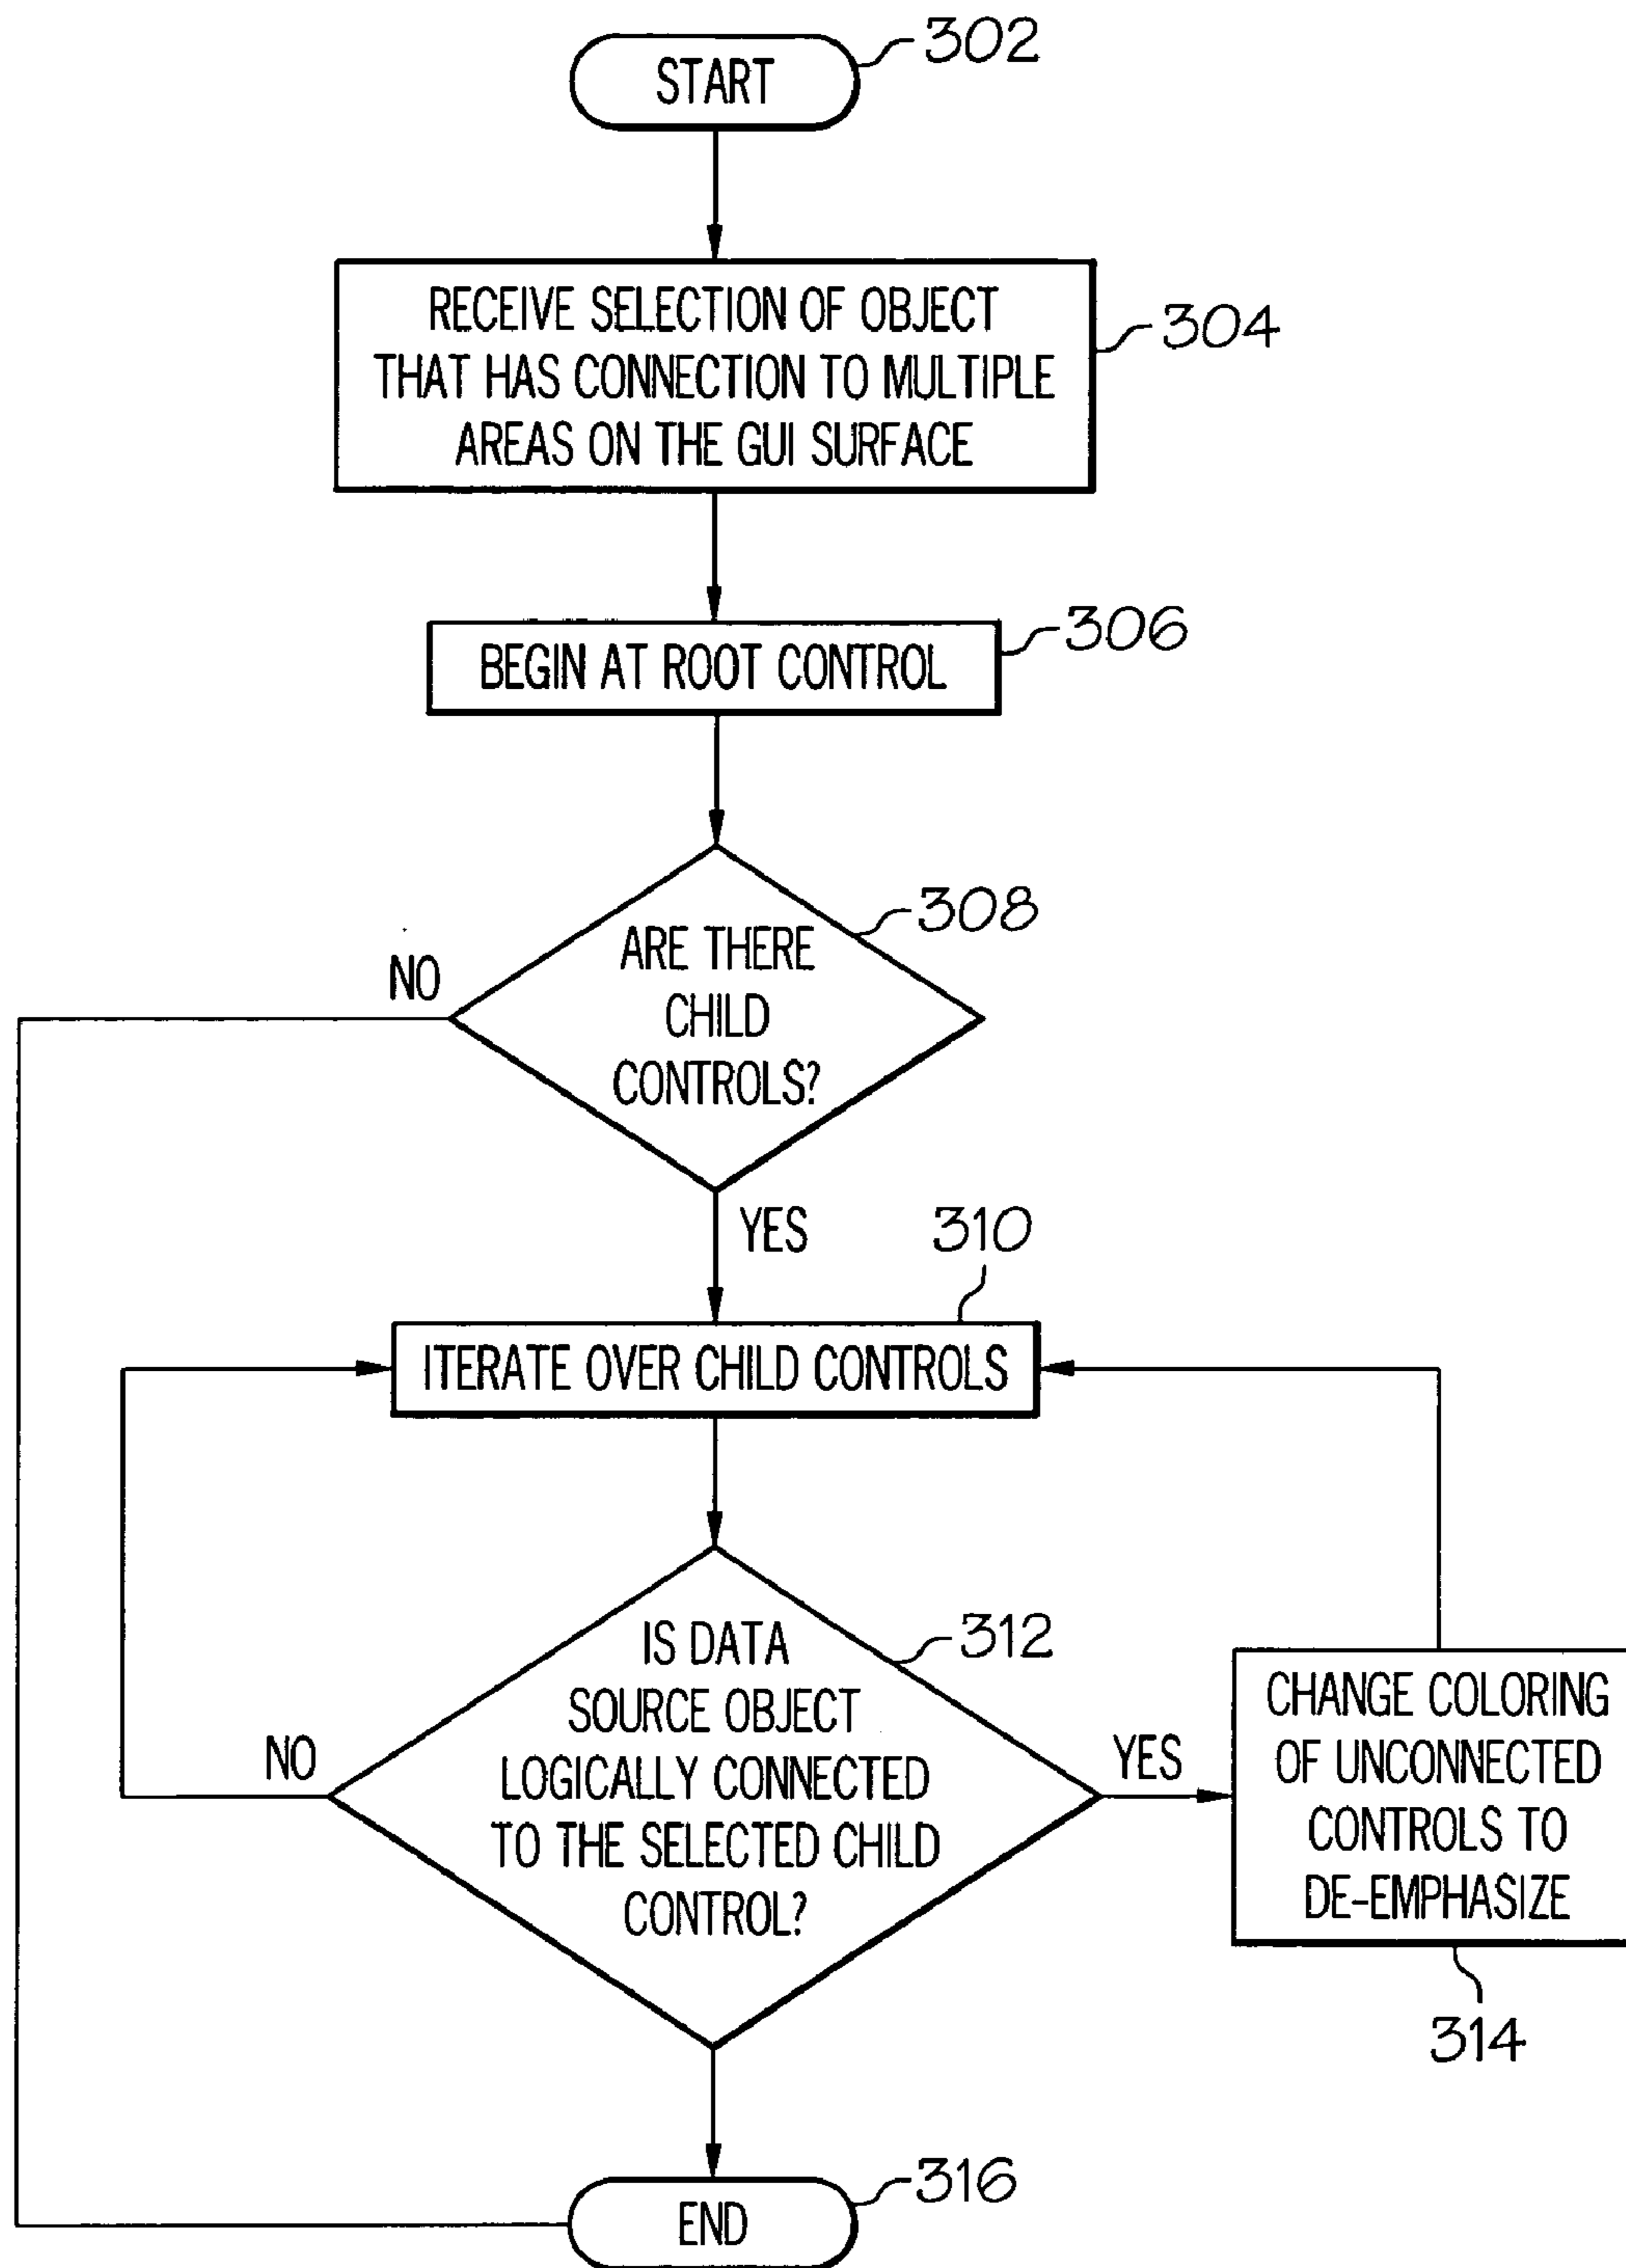 START
302
RECEIVE SELECTION OF OBJECT
THAT HAS CONNECTION TO MULTIPLE
AREAS ON THE GUI SURFACE
304
BEGIN AT ROOT CONTROL
306
ARE THERE
CHILD
CONTROLS?
308
NO
YES
310
ITERATE OVER CHILD CONTROLS
IS DATA
SOURCE OBJECT
LOGICALLY CONNECTED
TO THE SELECTED CHILD
CONTROL?
312
NO
YES
CHANGE COLORING
OF UNCONNECTED
CONTROLS TO
DE-EMPHASIZE
314
END
316